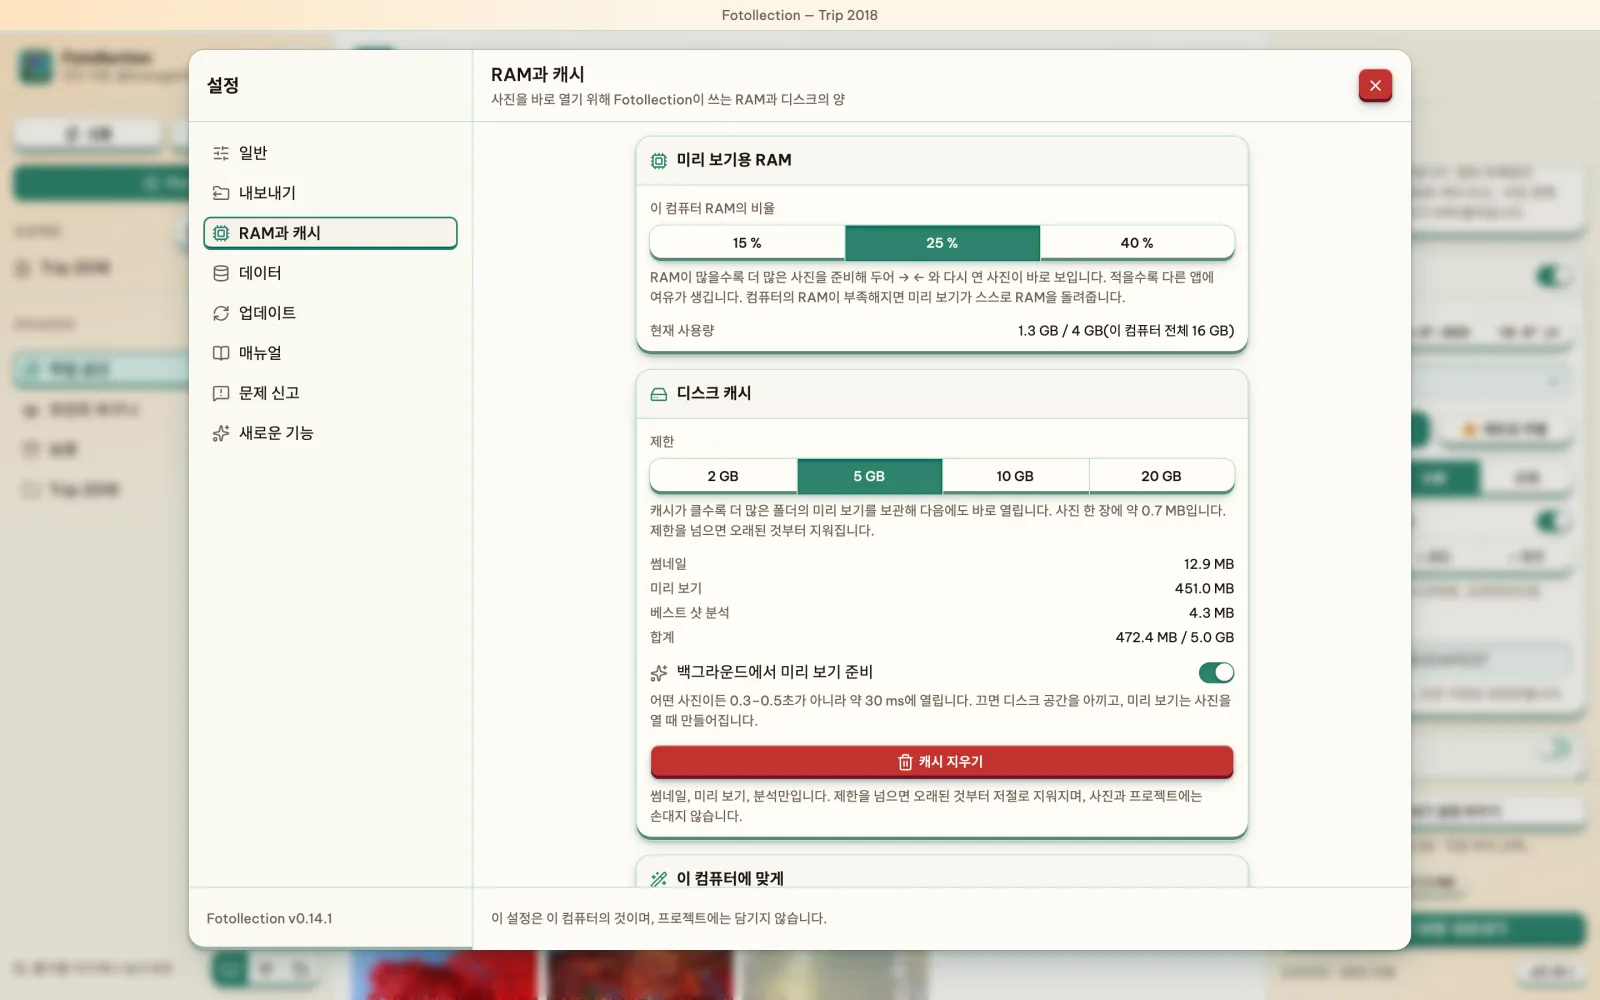 Fotollection – Trip 2018
설정
RAM과 캐시
사진을 바로 열기 위해 Fotollection이 쓰는 RAM과 디스크의 양
일반
내보내기
RAM과 캐시
데이터
업데이트
매뉴얼
문제 신고
새로운 기능
미리 보기용 RAM
이 컴퓨터 RAM의 비율
15 %
25 %
40 %
RAM이 많을수록 더 많은 사진을 준비해 두어 → ← 와 다시 연 사진이 바로 보입니다. 적을수록 다른 앱에
여유가 생깁니다. 컴퓨터의 RAM이 부족해지면 미리 보기가 스스로 RAM을 돌려줍니다.
현재 사용량
1.3 GB / 4 GB(이 컴퓨터 전체 16 GB)
디스크 캐시
제한
2 GB
5 GB
10 GB
20 GB
캐시가 클수록 더 많은 폴더의 미리 보기를 보관해 다음에도 바로 열립니다. 사진 한 장에 약 0.7 MB입니다.
제한을 넘으면 오래된 것부터 지워집니다.
썸네일
12.9 MB
미리 보기
451.0 MB
베스트 샷 분석
4.3 MB
합계
472.4 MB / 5.0 GB
백그라운드에서 미리 보기 준비
어떤 사진이든 0.3–0.5초가 아니라 약 30 ms에 열립니다. 끄면 디스크 공간을 아끼고, 미리 보기는 사진을
열 때 만들어집니다.
캐시 지우기
썸네일, 미리 보기, 분석만입니다. 제한을 넘으면 오래된 것부터 저절로 지워지며, 사진과 프로젝트에는
손대지 않습니다.
이 컴퓨터에 맞게
Fotollection v0.14.1
이 설정은 이 컴퓨터의 것이며, 프로젝트에는 담기지 않습니다.